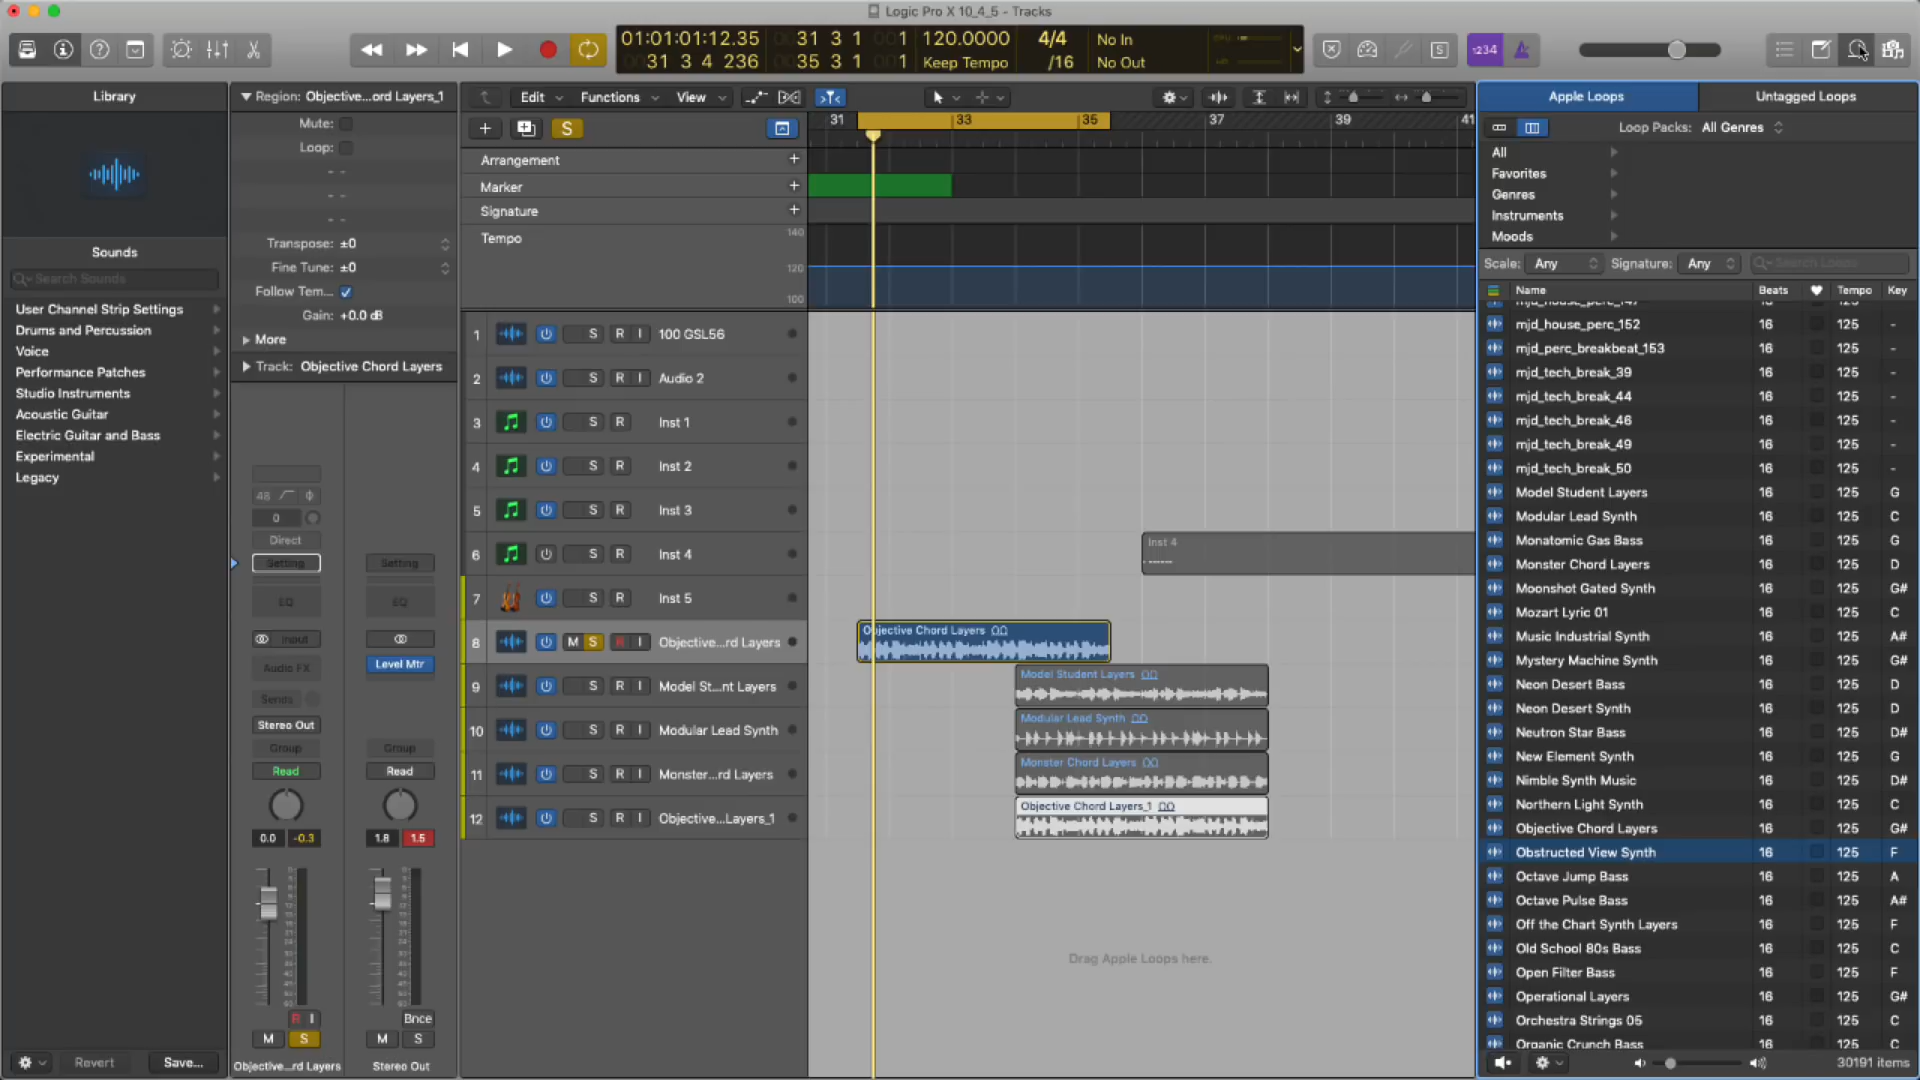 Logic Pro X 10_4_5 - Tracks
01:01:01:12.35
31 3 4 236
31 3 1 1
35 3 1 1
120.0000
Keep Tempo
4/4
/16
No In
No Out
1234
Library
Sounds
Search Sounds
User Channel Strip Settings
Drums and Percussion
Voice
Performance Patches
Studio Instruments
Acoustic Guitar
Electric Guitar and Bass
Experimental
Legacy
Revert
Save...
Region: Objective...ord Layers_1
Mute:
Loop:
Transpose: ±0
Fine Tune: ±0
Follow Tem...
Gain: +0.0 dB
More
Track: Objective Chord Layers
48
0
Direct
Setting
Setting
EQ
EQ
Input
Audio FX
Level Mtr
Sends
Stereo Out
Group
Group
Read
Read
0.0 -0.3
1.8 1.5
R I
Bnce
M S
M S
Objective...rd Layers
Stereo Out
Edit
Functions
View
S
31 33 35 37 39 41
Arrangement
Marker
Signature
Tempo
140
120
100
1 S R I 100 GSL56
2 S R I Audio 2
3 S R Inst 1
4 S R Inst 2
5 S R Inst 3
6 S R Inst 4
7 S R Inst 5
8 M S R I Objective...rd Layers
9 S R I Model St...nt Layers
10 S R I Modular Lead Synth
11 S R I Monster...rd Layers
12 S R I Objective...Layers_1
Inst 4
Objective Chord Layers
Model Student Layers
Modular Lead Synth
Monster Chord Layers
Objective Chord Layers_1
Drag Apple Loops here.
Apple Loops
Untagged Loops
Loop Packs: All Genres
All
Favorites
Genres
Instruments
Moods
Scale: Any
Signature: Any
Search Loops
Name Beats Tempo Key
mjd_house_perc_147 16 125 -
mjd_house_perc_152 16 125 -
mjd_perc_breakbeat_153 16 125 -
mjd_tech_break_39 16 125 -
mjd_tech_break_44 16 125 -
mjd_tech_break_46 16 125 -
mjd_tech_break_49 16 125 -
mjd_tech_break_50 16 125 -
Model Student Layers 16 125 G
Modular Lead Synth 16 125 C
Monatomic Gas Bass 16 125 G
Monster Chord Layers 16 125 D
Moonshot Gated Synth 16 125 G#
Mozart Lyric 01 16 125 C
Music Industrial Synth 16 125 A#
Mystery Machine Synth 16 125 G#
Neon Desert Bass 16 125 D
Neon Desert Synth 16 125 D
Neutron Star Bass 16 125 D#
New Element Synth 16 125 G
Nimble Synth Music 16 125 D#
Northern Light Synth 16 125 C
Objective Chord Layers 16 125 G#
Obstructed View Synth 16 125 F
Octave Jump Bass 16 125 A
Octave Pulse Bass 16 125 A#
Off the Chart Synth Layers 16 125 F
Old School 80s Bass 16 125 C
Open Filter Bass 16 125 F
Operational Layers 16 125 G#
Orchestra Strings 05 16 125 C
Organic Crunch Bass 16 125 C
30191 items